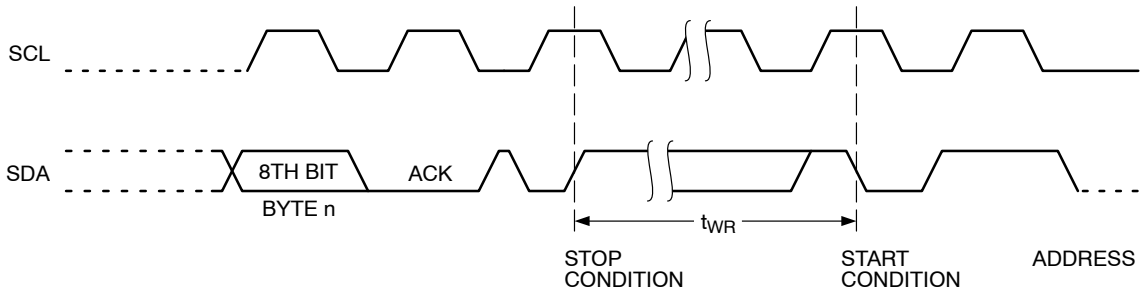 SCL
SDA
8TH BIT
ACK
BYTE n
tWR
STOP
CONDITION
START
CONDITION
ADDRESS